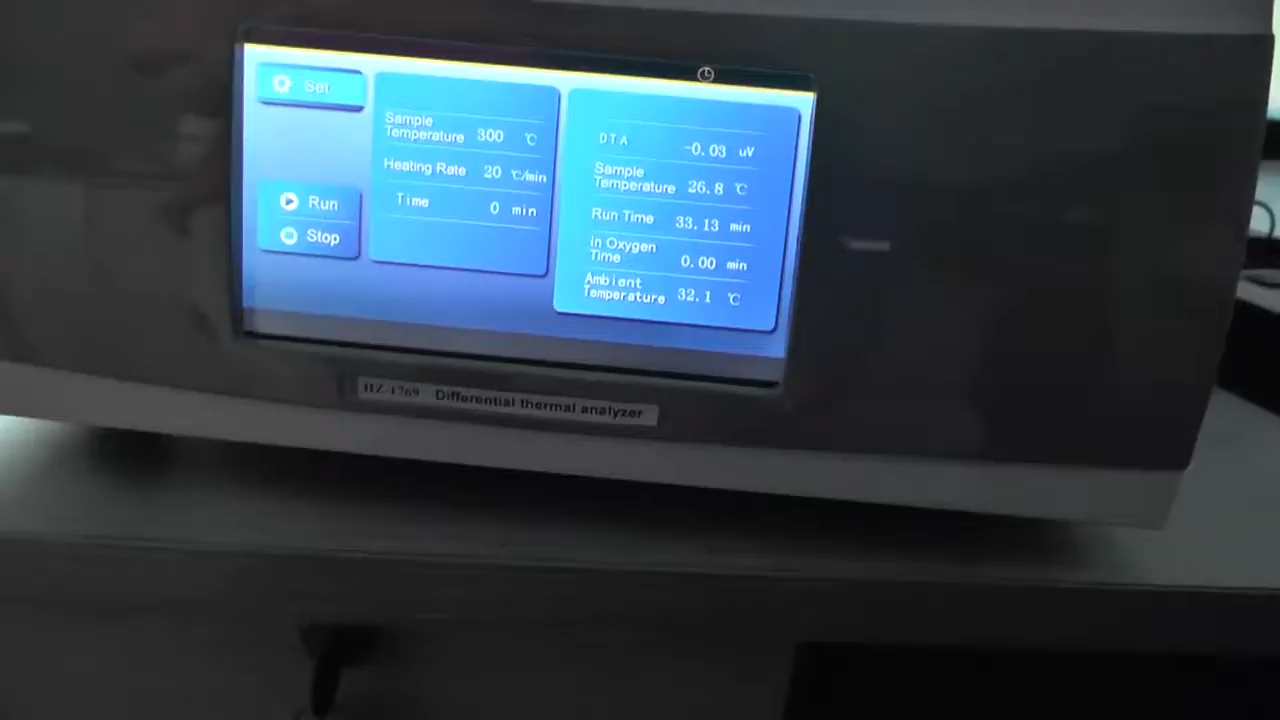 Set
Run
Stop
Sample
Temperature 300 ℃
Heating Rate 20 ℃/min
Time 0 min
DTA -0.03 uV
Sample
Temperature 26.8 ℃
Run Time 33.13 min
in Oxygen
Time 0.00 min
Ambient
Temperature 32.1 ℃
HZ-1769 Differential thermal analyzer